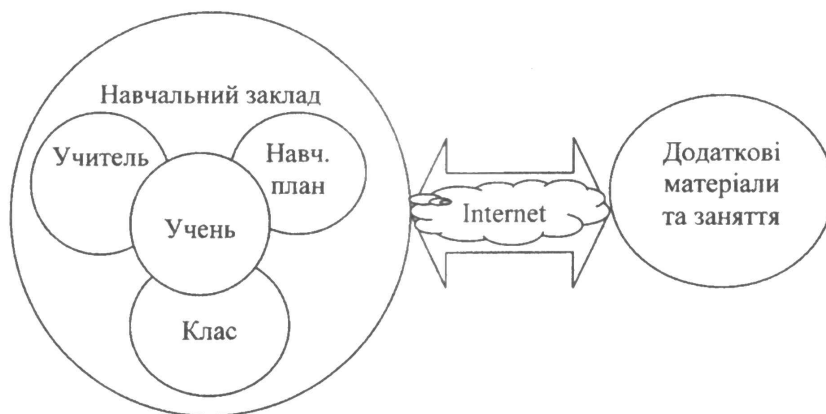 Навчальний заклад
Учитель
Навч.
план
Учень
Клас
Internet
Додаткові
матеріали
та заняття